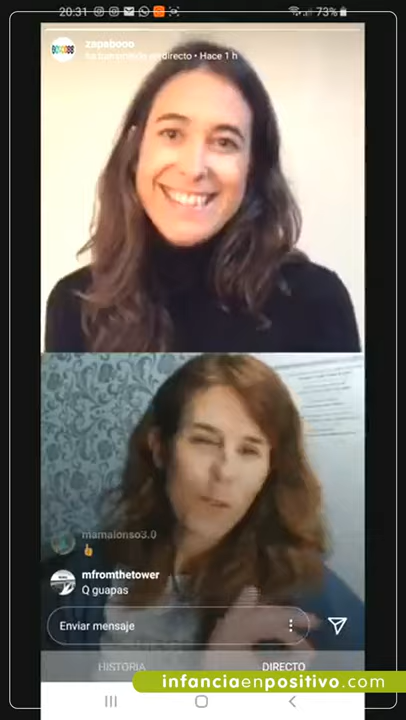 20:31
73%
zapabooo
ha transmitido en directo • Hace 1 h
mamalonso3.0
👍
mfromthetower
Q guapas
Enviar mensaje
HISTORIA DIRECTO
infanciaenpositivo.com